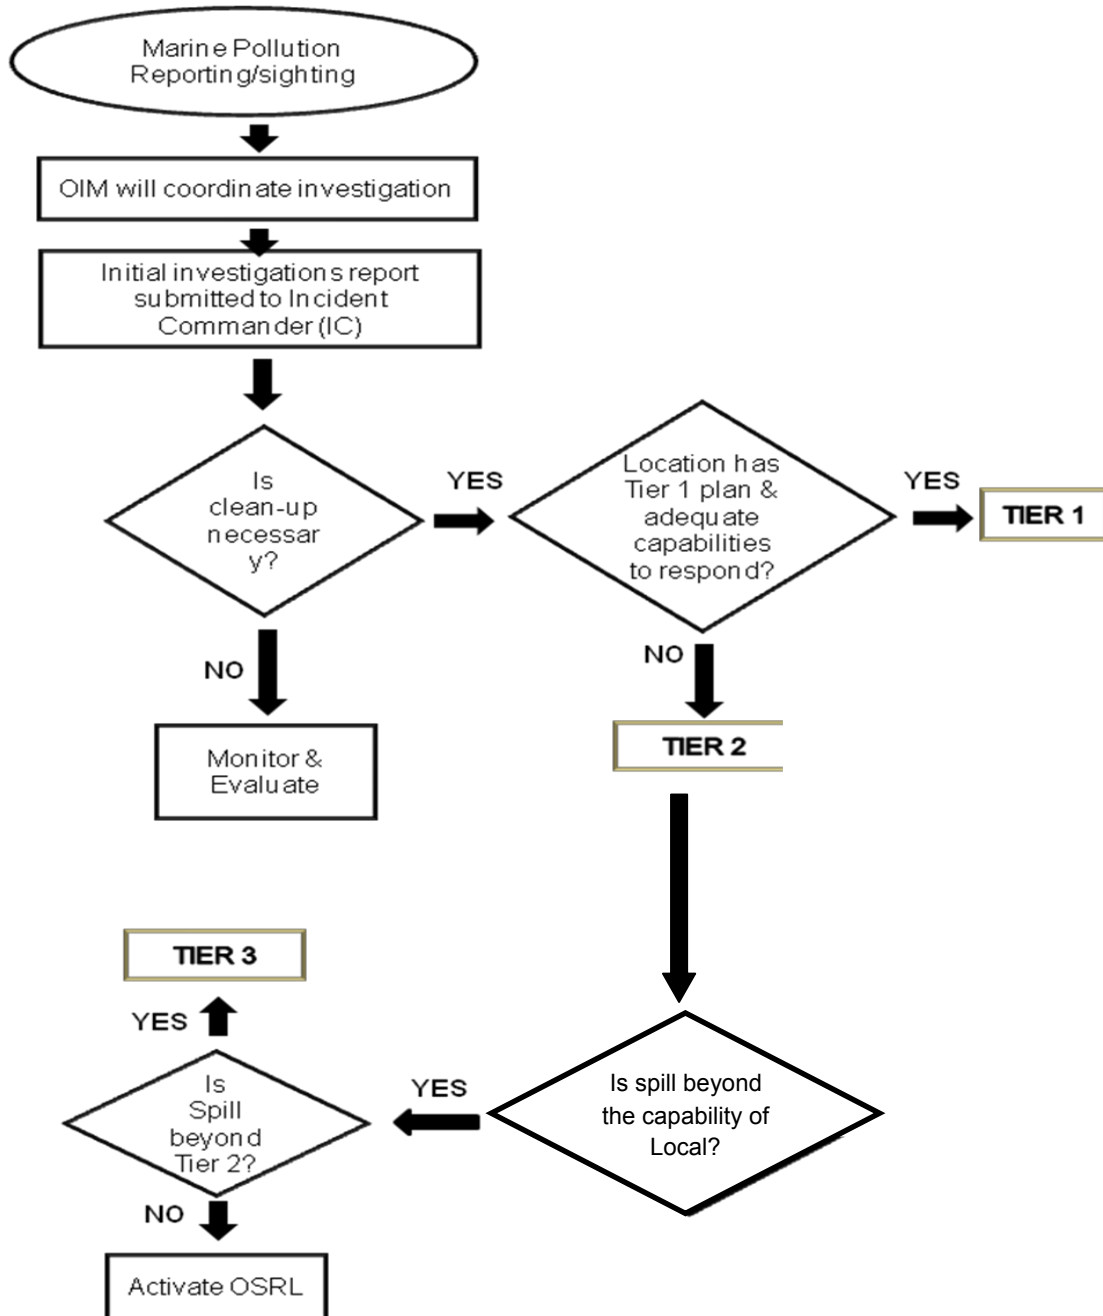 Marine Pollution
Reporting/sighting
OIM will coordinate investigation
Initial investigations report
submitted to Incident
Commander (IC)
Is
clean-up
necessar
y?
YES
Location has
Tier 1 plan &
adequate
capabilities
to respond?
YES
TIER 1
NO
Monitor &
Evaluate
NO
TIER 2
Is spill beyond
the capability of
Local?
YES
Is
Spill
beyond
Tier 2?
YES
TIER 3
NO
Activate OSRL